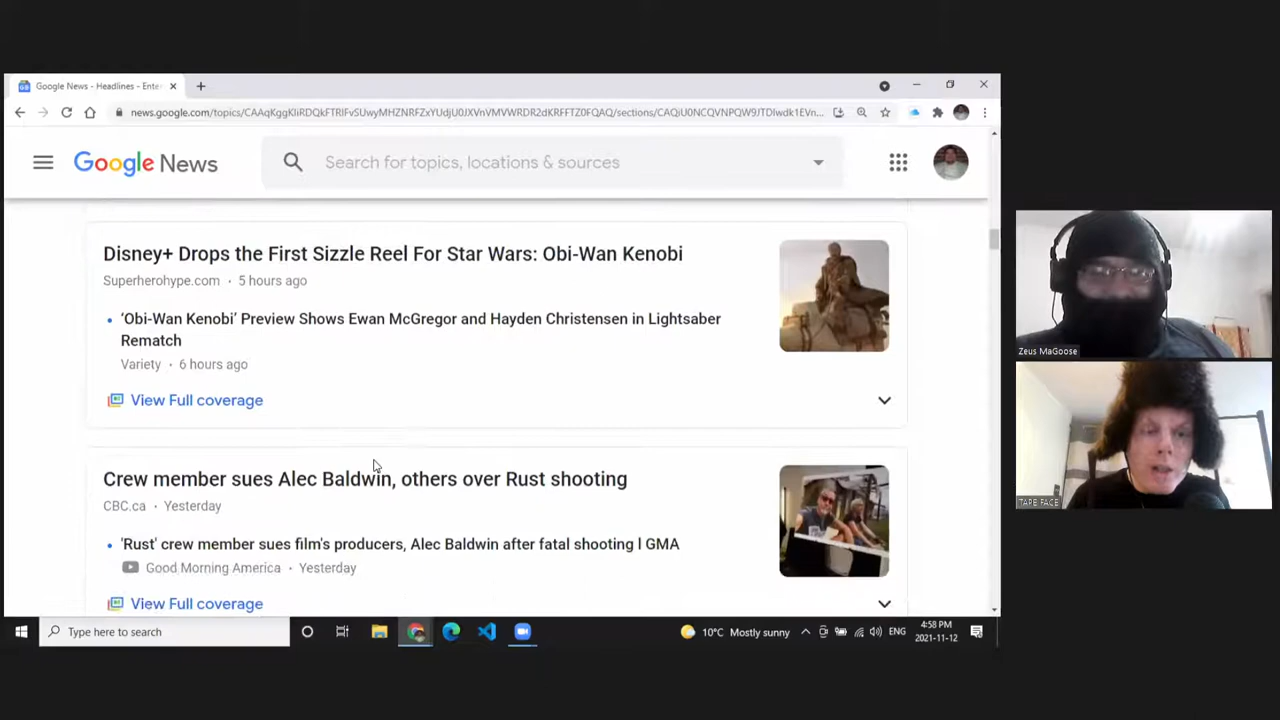 Google News - Headlines - Ente
news.google.com/topics/
Google News
Search for topics, locations & sources
Disney+ Drops the First Sizzle Reel For Star Wars: Obi-Wan Kenobi
Superherohype.com • 5 hours ago
• ‘Obi-Wan Kenobi’ Preview Shows Ewan McGregor and Hayden Christensen in Lightsaber
Rematch
Variety • 6 hours ago
View Full coverage
Crew member sues Alec Baldwin, others over Rust shooting
CBC.ca • Yesterday
• 'Rust' crew member sues film's producers, Alec Baldwin after fatal shooting l GMA
Good Morning America • Yesterday
View Full coverage
Zeus MaGoose
TAPE FACE
Type here to search
10°C Mostly sunny
ENG
4:58 PM
2021-11-12